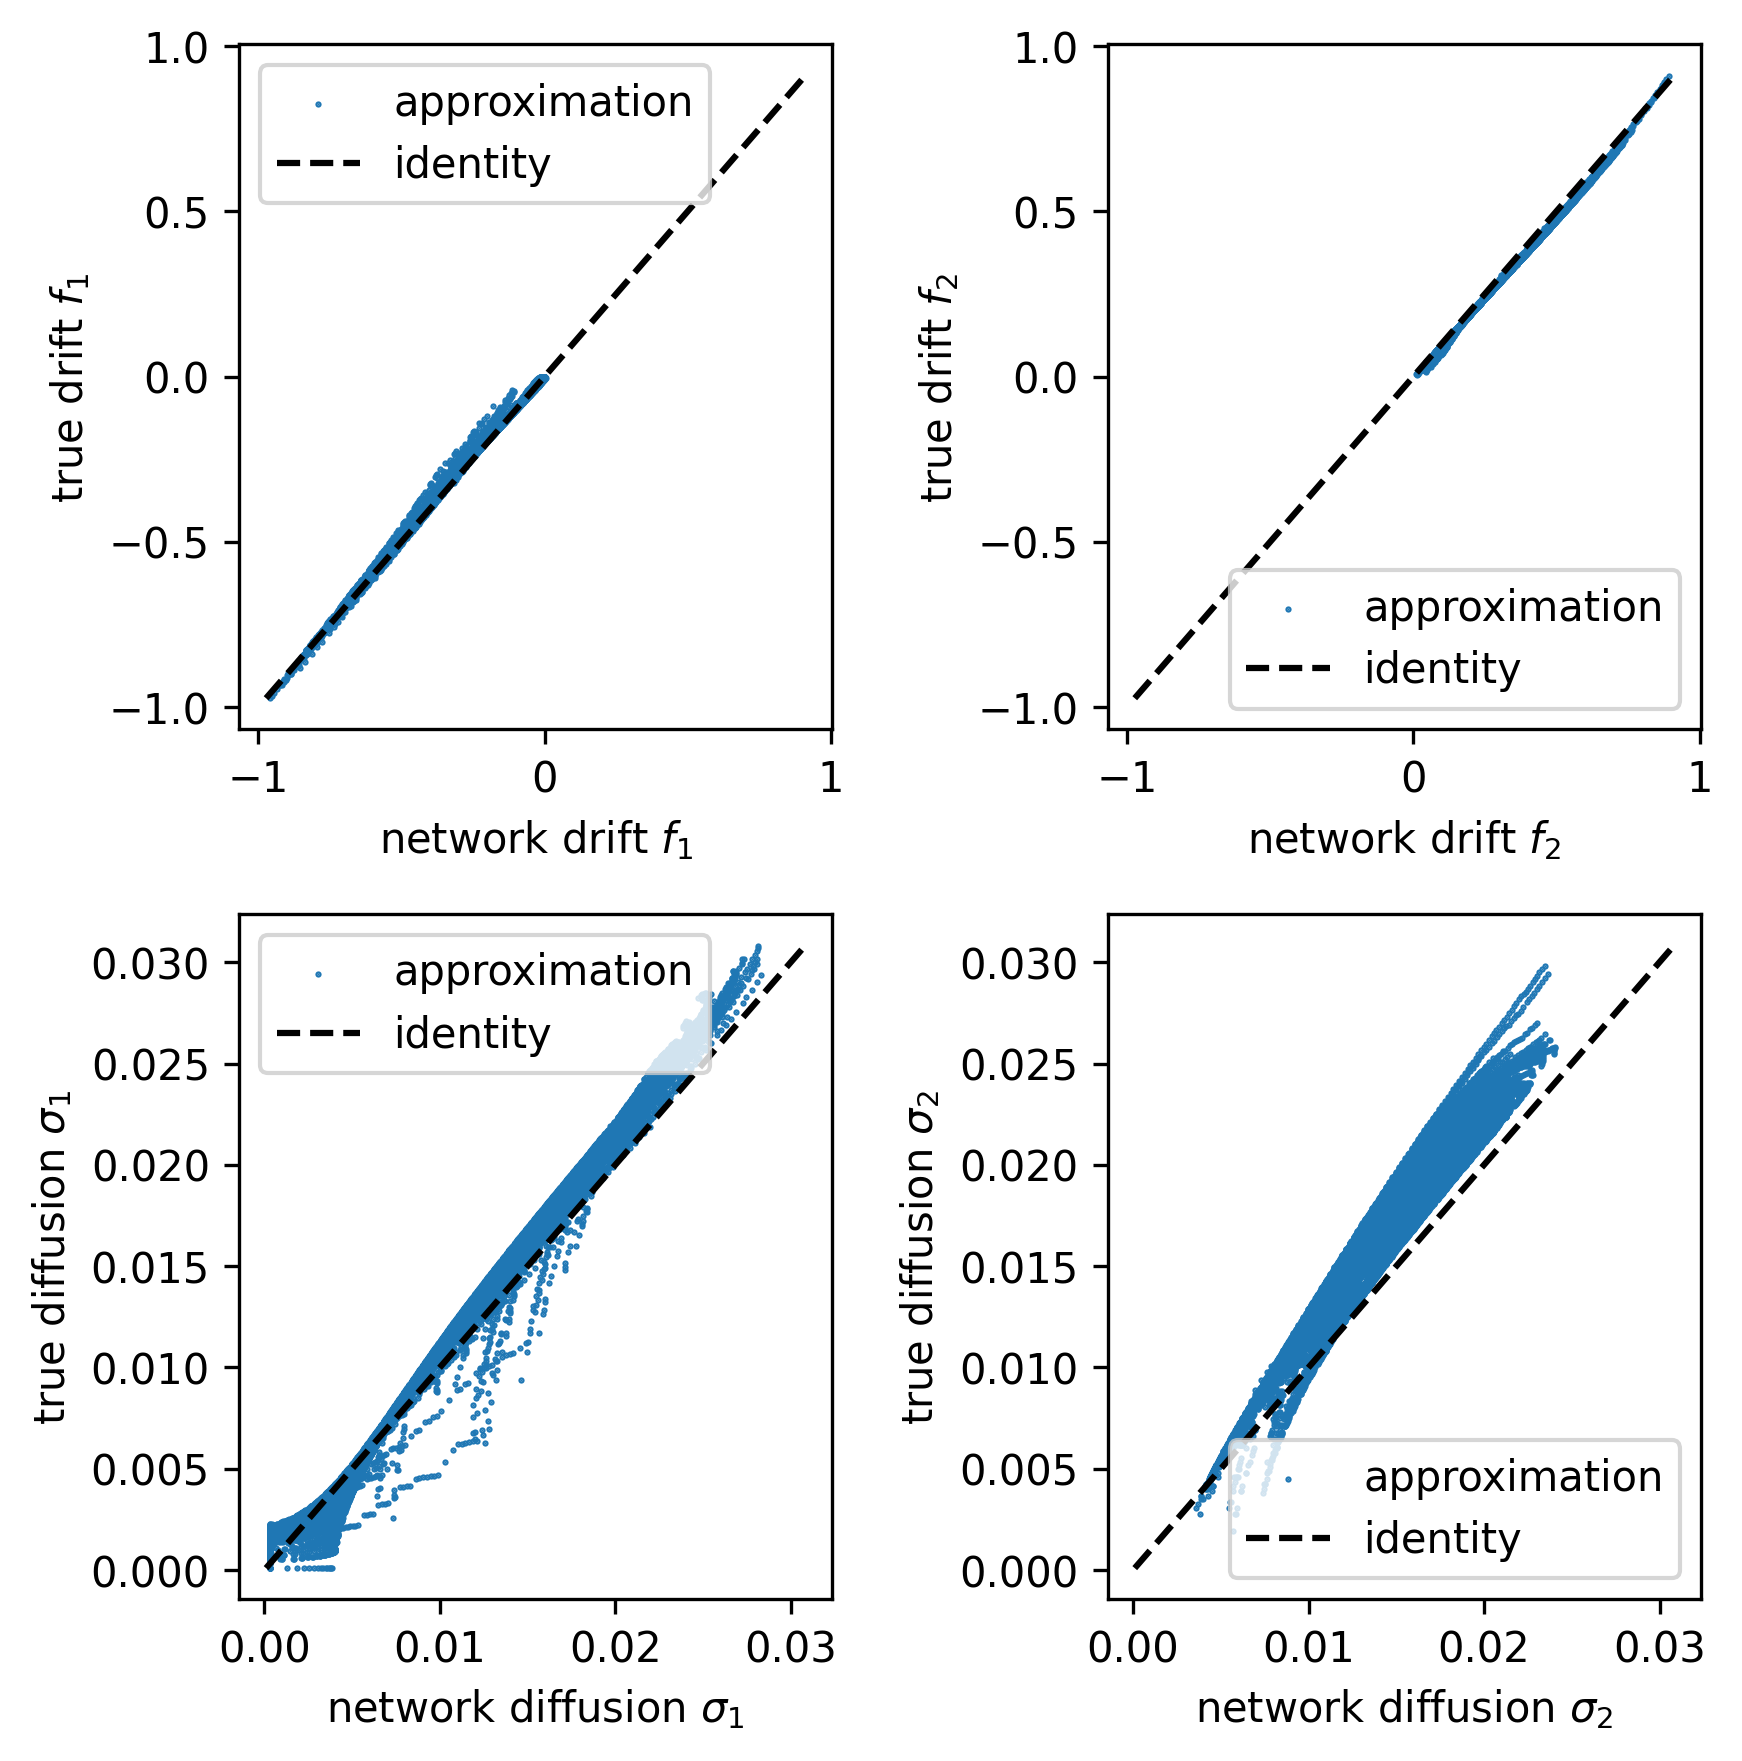 1.0
0.5
0.0
−0.5
−1.0
true drift f₁
approximation
identity
−1
0
1
network drift f₁
1.0
0.5
0.0
−0.5
−1.0
true drift f₂
approximation
identity
−1
0
1
network drift f₂
0.030
0.025
0.020
0.015
0.010
0.005
0.000
true diffusion σ₁
approximation
identity
0.00
0.01
0.02
0.03
network diffusion σ₁
0.030
0.025
0.020
0.015
0.010
0.005
0.000
true diffusion σ₂
approximation
identity
0.00
0.01
0.02
0.03
network diffusion σ₂